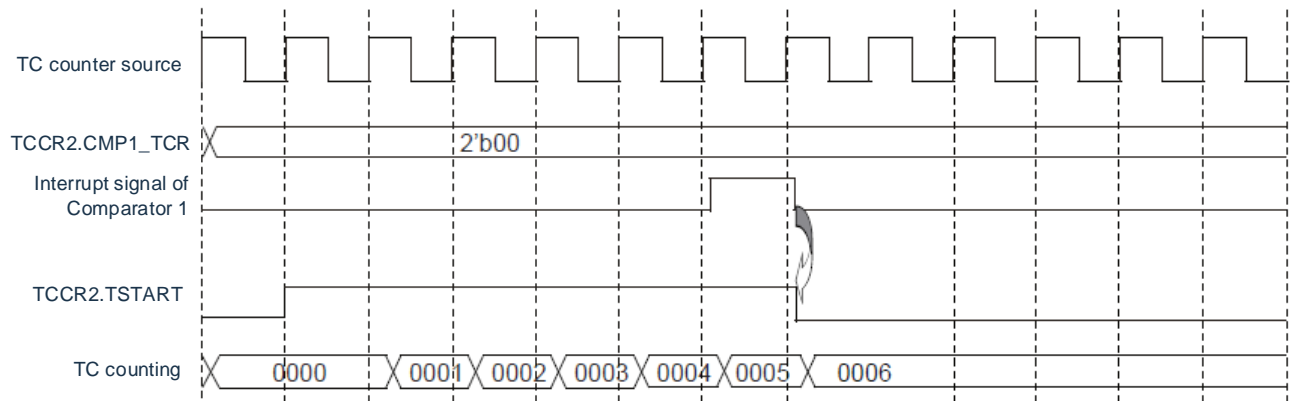 TC counter source
TCCR2.CMP1_TCR
2'b00
Interrupt signal of
Comparator 1
TCCR2.TSTART
TC counting
0000 0001 0002 0003 0004 0005 0006